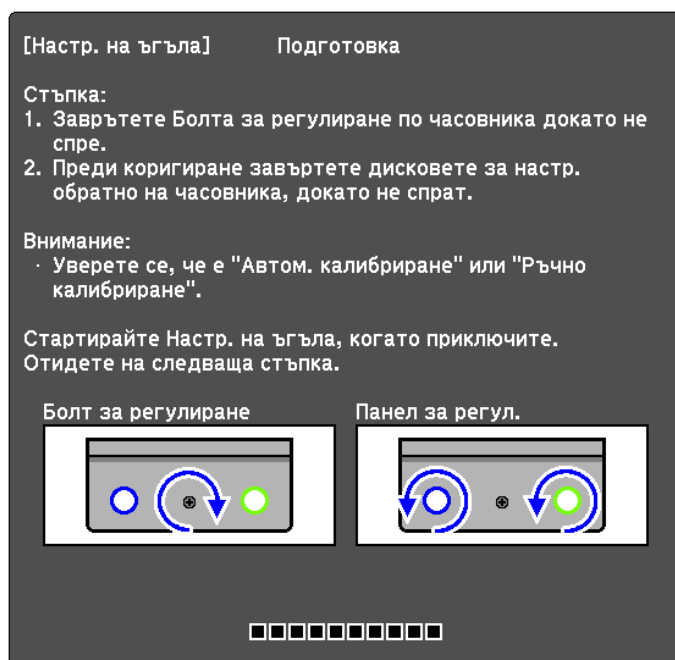 [Настр. на ъгъла] Подготовка
Стъпка:
1. Заврътете Болта за регулиране по часовника докато не
спре.
2. Преди коригиране завъртете дисковете за настр.
обратно на часовника, докато не спрат.
Внимание:
· Уверете се, че е "Автом. калибриране" или "Ръчно
калибриране".
Стартирайте Настр. на ъгъла, когато приключите.
Отидете на следваща стъпка.
Болт за регулиране Панел за регул.